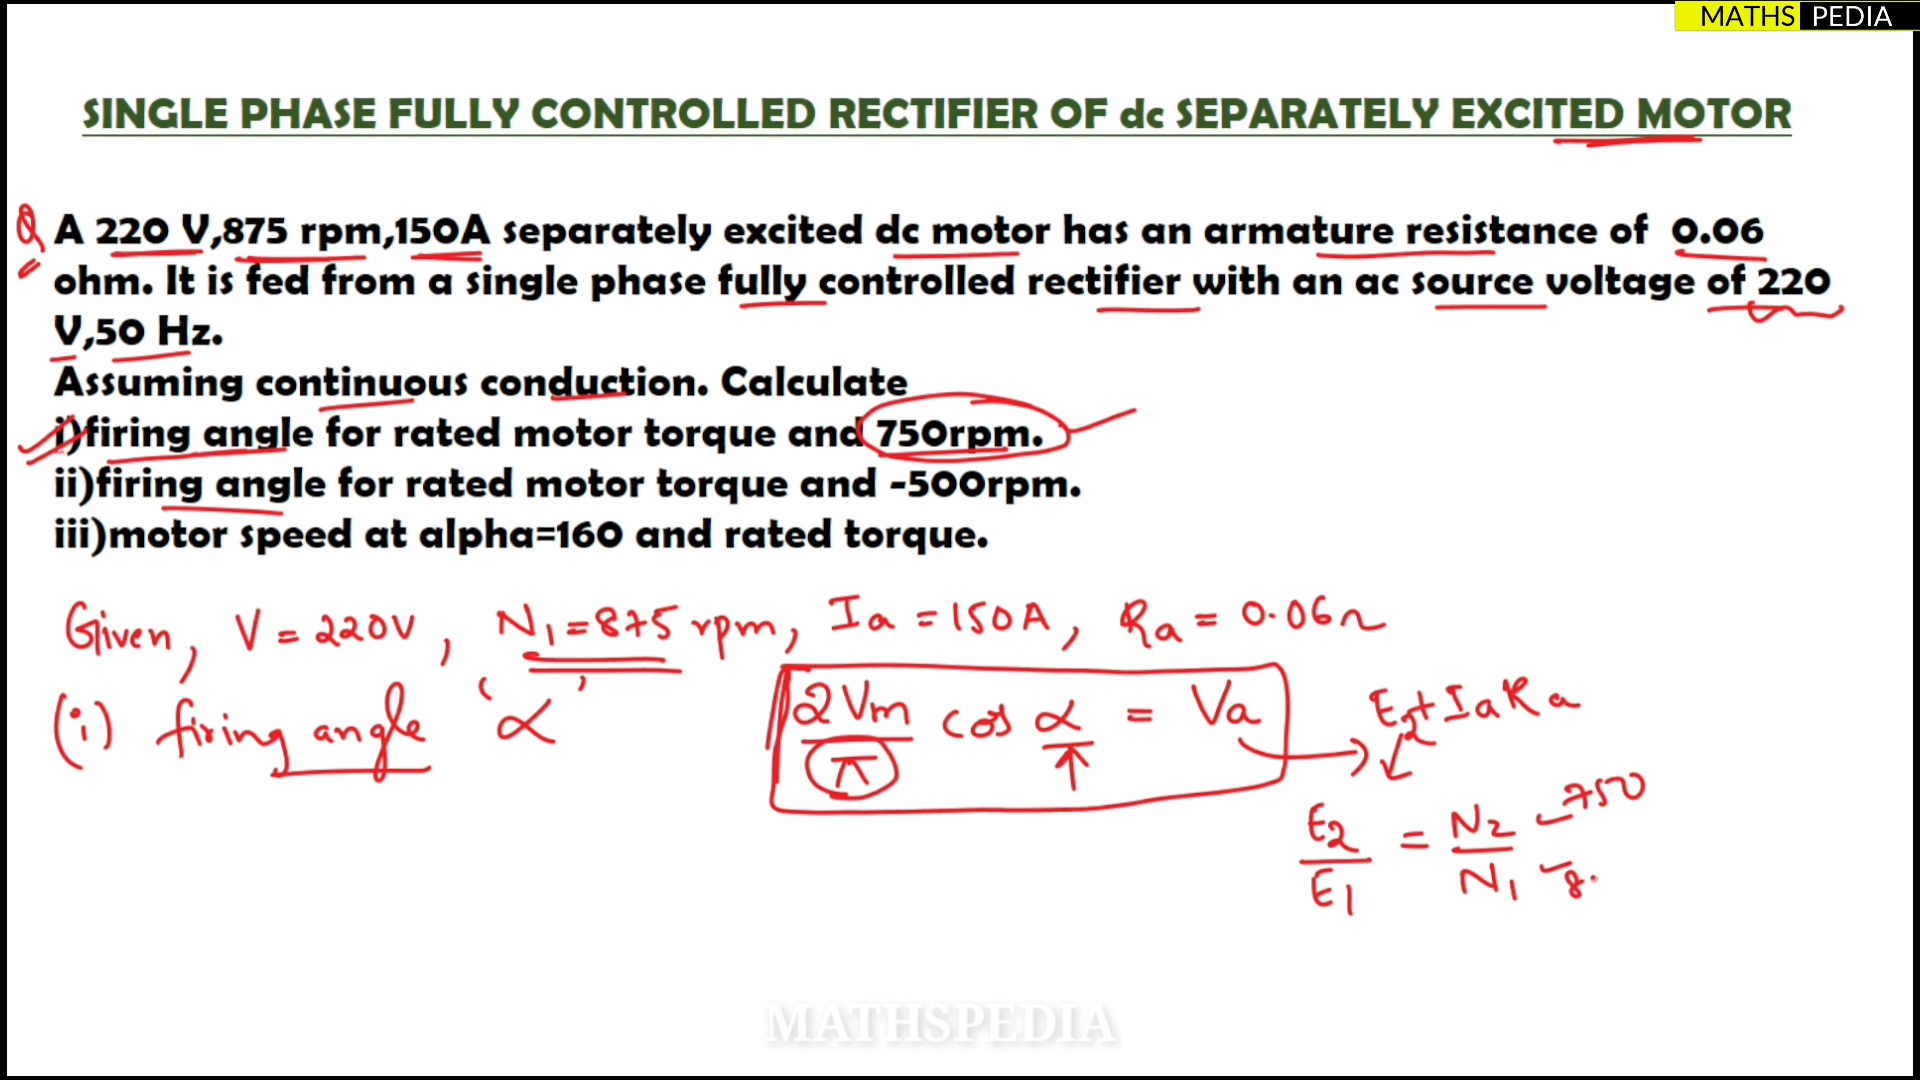 MATHS PEDIA
SINGLE PHASE FULLY CONTROLLED RECTIFIER OF dc SEPARATELY EXCITED MOTOR
Q A 220 V,875 rpm,150A separately excited dc motor has an armature resistance of 0.06
ohm. It is fed from a single phase fully controlled rectifier with an ac source voltage of 220
V,50 Hz.
Assuming continuous conduction. Calculate
i)firing angle for rated motor torque and 750rpm.
ii)firing angle for rated motor torque and -500rpm.
iii)motor speed at alpha=160 and rated torque.
Given, V = 220V, N1 = 875 rpm, Ia = 150A, Ra = 0.06Ω
(i) firing angle 'α' 2Vm/π cos α = Va → E2 + IaRa
E2/E1 = N2/N1 750 8.
MATHSPEDIA